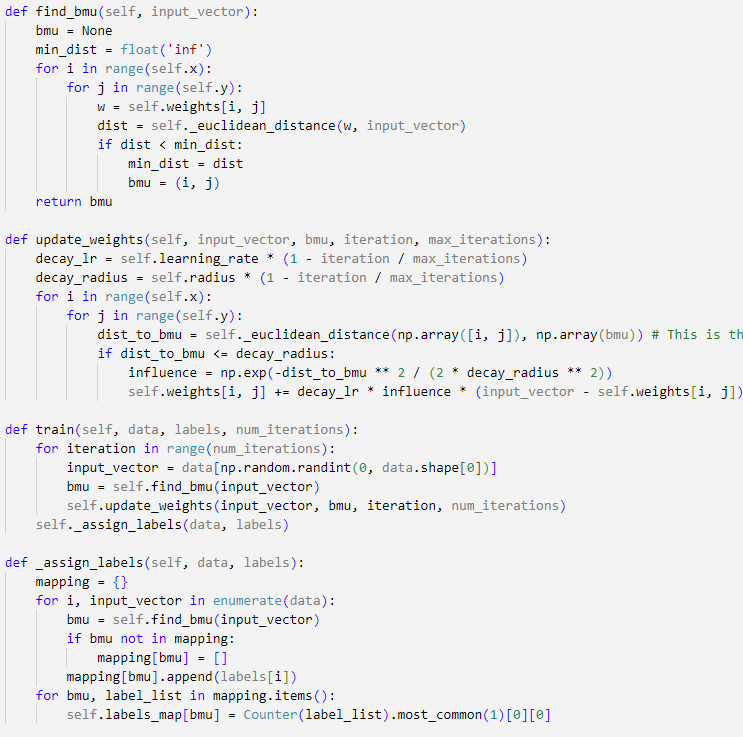 def find_bmu(self, input_vector):
    bmu = None
    min_dist = float('inf')
    for i in range(self.x):
        for j in range(self.y):
            w = self.weights[i, j]
            dist = self._euclidean_distance(w, input_vector)
            if dist < min_dist:
                min_dist = dist
                bmu = (i, j)
    return bmu

def update_weights(self, input_vector, bmu, iteration, max_iterations):
    decay_lr = self.learning_rate * (1 - iteration / max_iterations)
    decay_radius = self.radius * (1 - iteration / max_iterations)
    for i in range(self.x):
        for j in range(self.y):
            dist_to_bmu = self._euclidean_distance(np.array([i, j]), np.array(bmu)) # This is th
            if dist_to_bmu <= decay_radius:
                influence = np.exp(-dist_to_bmu ** 2 / (2 * decay_radius ** 2))
                self.weights[i, j] += decay_lr * influence * (input_vector - self.weights[i, j])

def train(self, data, labels, num_iterations):
    for iteration in range(num_iterations):
        input_vector = data[np.random.randint(0, data.shape[0])]
        bmu = self.find_bmu(input_vector)
        self.update_weights(input_vector, bmu, iteration, num_iterations)
    self._assign_labels(data, labels)

def _assign_labels(self, data, labels):
    mapping = {}
    for i, input_vector in enumerate(data):
        bmu = self.find_bmu(input_vector)
        if bmu not in mapping:
            mapping[bmu] = []
        mapping[bmu].append(labels[i])
    for bmu, label_list in mapping.items():
        self.labels_map[bmu] = Counter(label_list).most_common(1)[0][0]